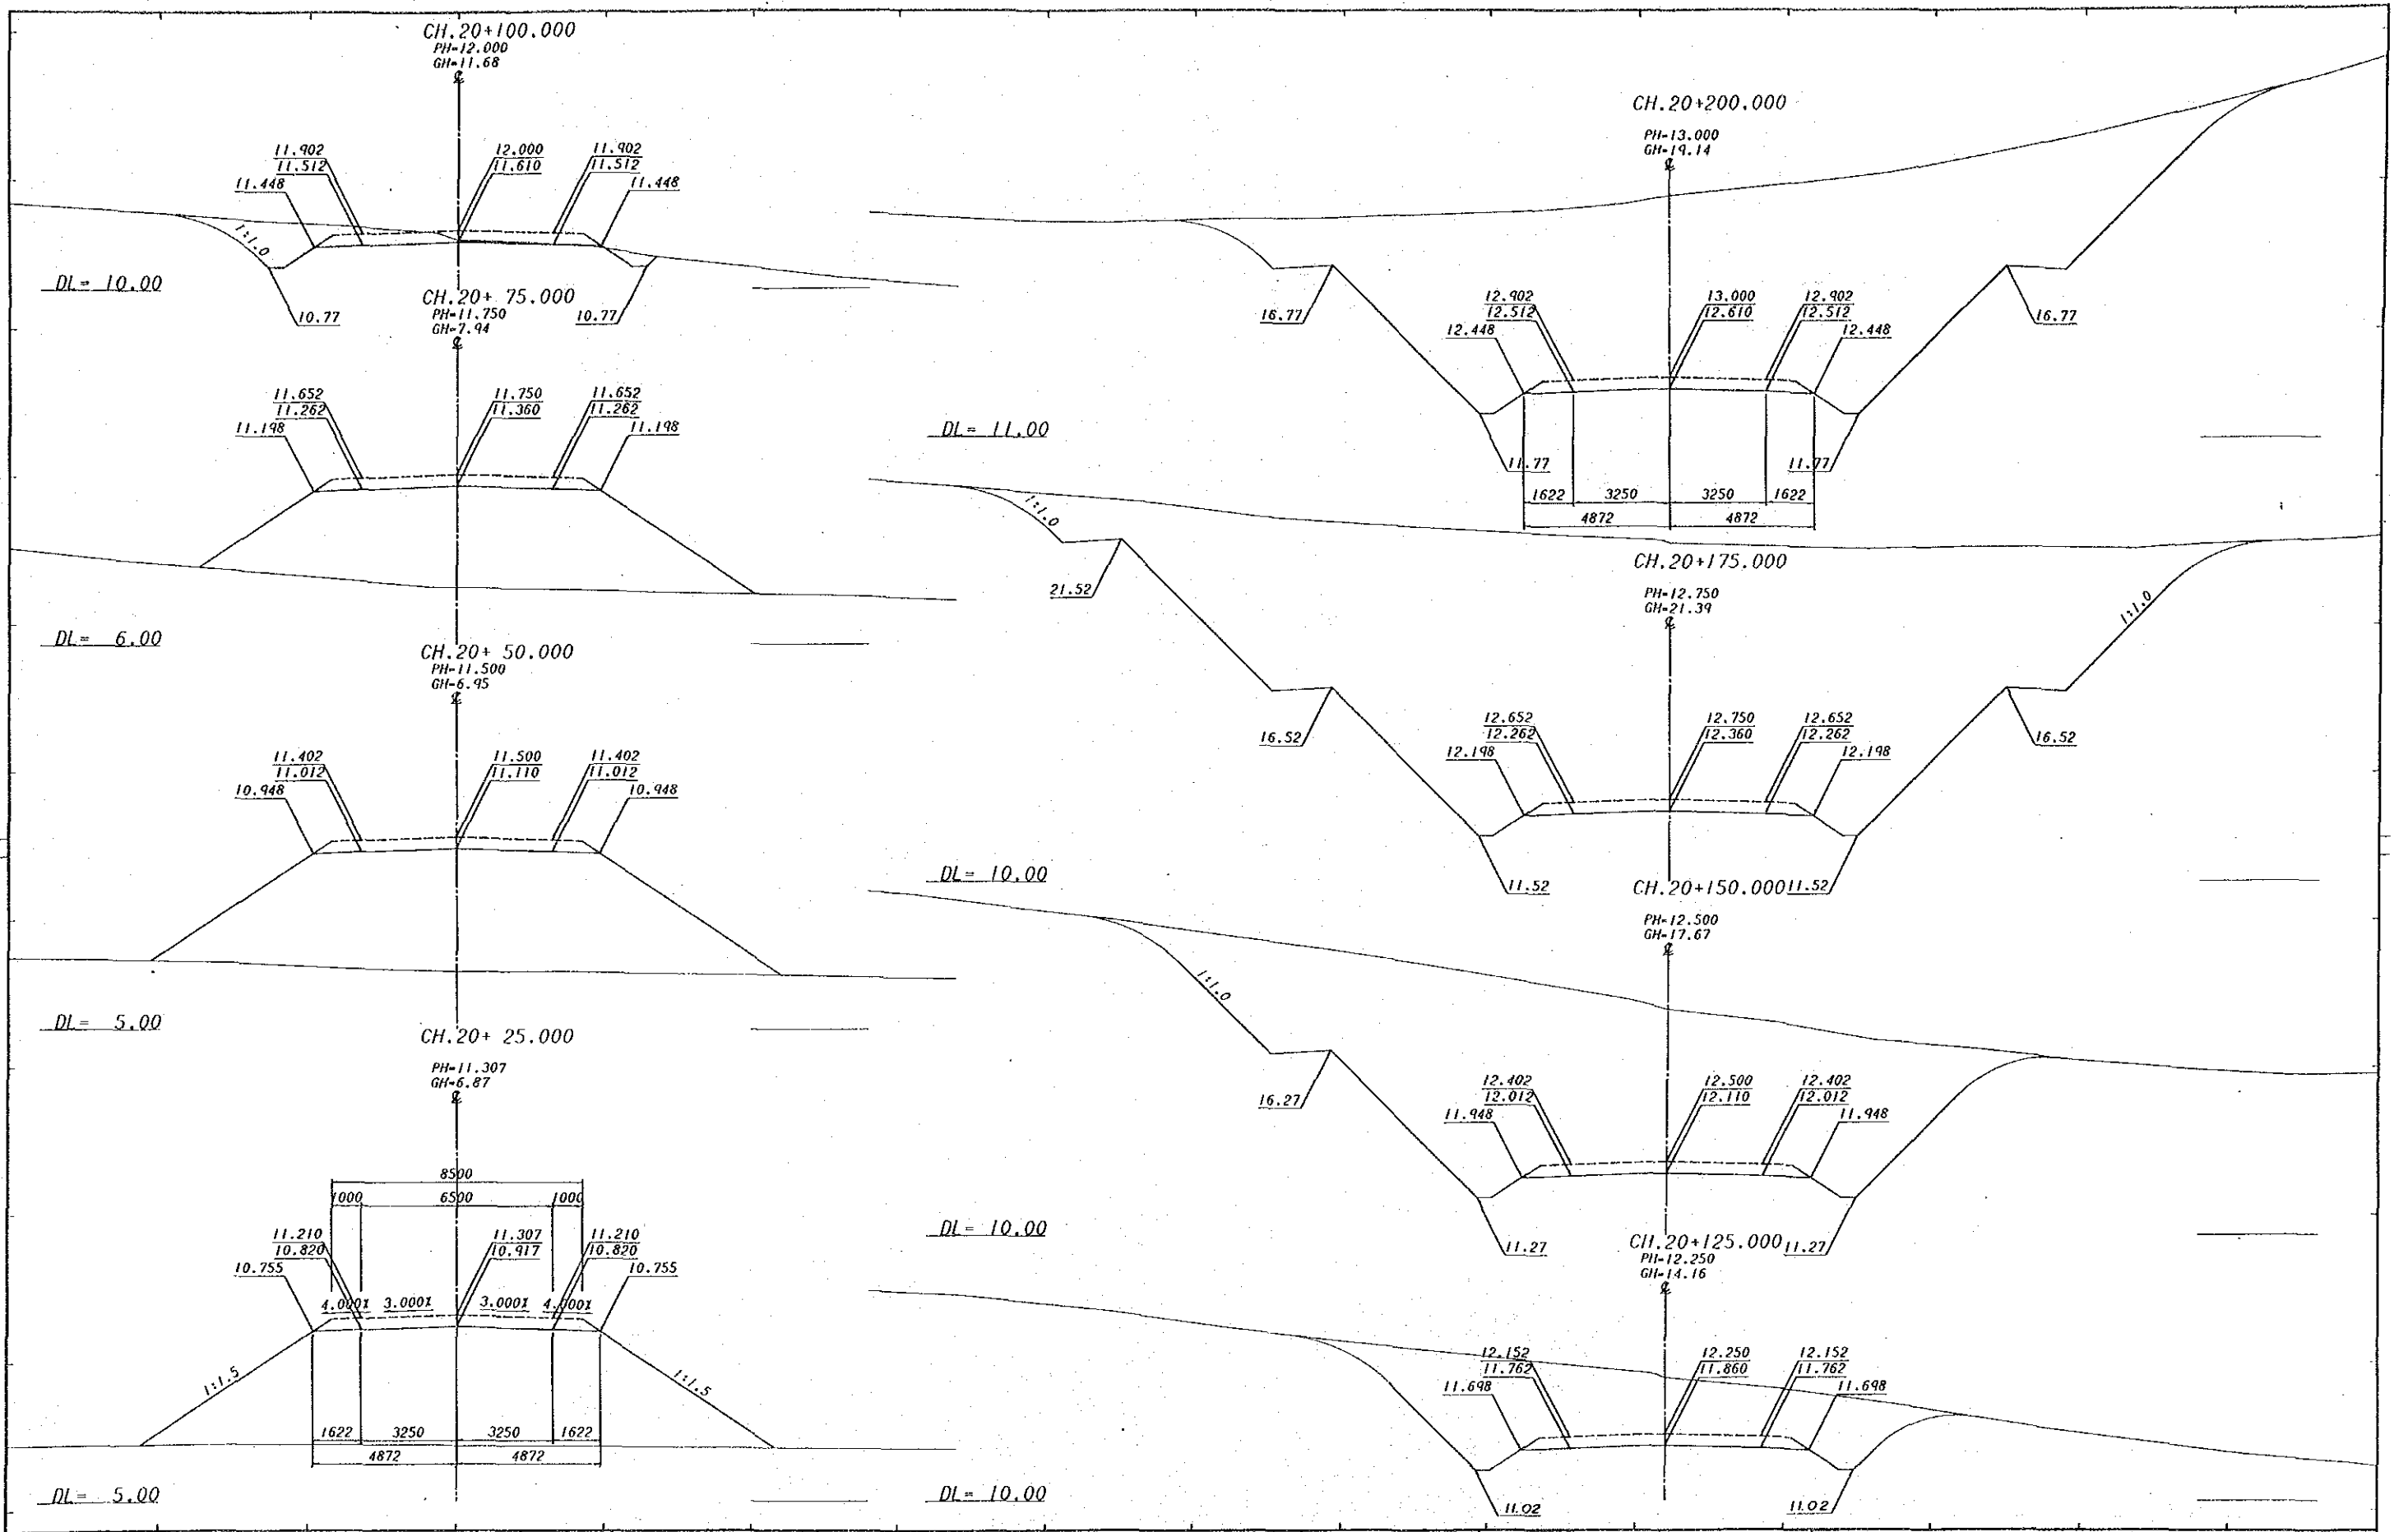 CH.20+100.000
PH=12.000
GH=11.68
11.902
11.512
11.448
12.000
11.610
11.902
11.512
11.448
1:1.0
DL= 10.00
10.77
10.77
CH.20+ 75.000
PH=11.750
GH=7.94
11.652
11.262
11.198
11.750
11.360
11.652
11.262
11.198
DL= 6.00
CH.20+ 50.000
PH=11.500
GH=6.95
11.402
11.012
10.948
11.500
11.110
11.402
11.012
10.948
DL= 5.00
CH.20+ 25.000
PH=11.307
GH=6.87
8500
1000 6500 1000
11.210
10.820
10.755
11.307
10.917
11.210
10.820
10.755
4.000% 3.000% 3.000% 4.000%
1:1.5
1:1.5
1622 3250 3250 1622
4872 4872
DL= 5.00
CH.20+200.000
PH=13.000
GH=19.14
16.77
12.902
12.512
12.448
13.000
12.610
12.902
12.512
12.448
16.77
DL= 11.00
11.77
11.77
1622 3250 3250 1622
4872 4872
1:1.0
21.52
CH.20+175.000
PH=12.750
GH=21.39
1:1.0
16.52
12.652
12.262
12.198
12.750
12.360
12.652
12.262
12.198
16.52
DL= 10.00
11.52
11.52
CH.20+150.000
PH=12.500
GH=17.67
1:1.0
16.27
12.402
12.012
11.948
12.500
12.110
12.402
12.012
11.948
DL= 10.00
11.27
11.27
CH.20+125.000
PH=12.250
GH=14.16
12.152
11.762
11.698
12.250
11.860
12.152
11.762
11.698
DL= 10.00
11.02
11.02